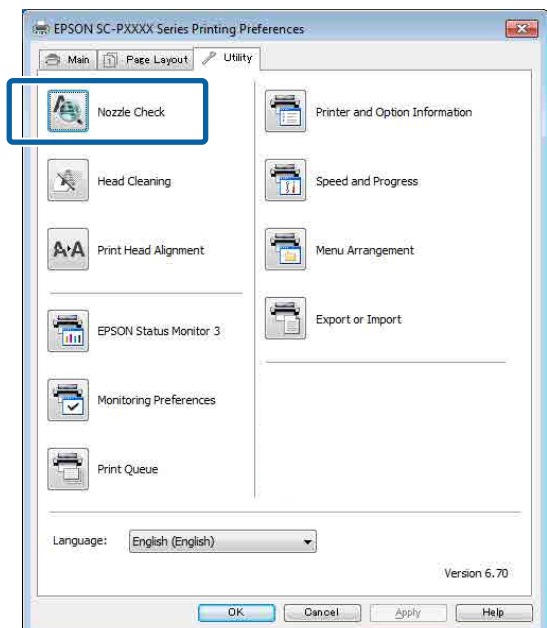 EPSON SC-PXXXX Series Printing Preferences
Main
Page Layout
Utility
Nozzle Check
Printer and Option Information
Head Cleaning
Speed and Progress
A A Print Head Alignment
Menu Arrangement
EPSON Status Monitor 3
Export or Import
Monitoring Preferences
Print Queue
Language: English (English)
Version 6.70
OK Cancel Apply Help